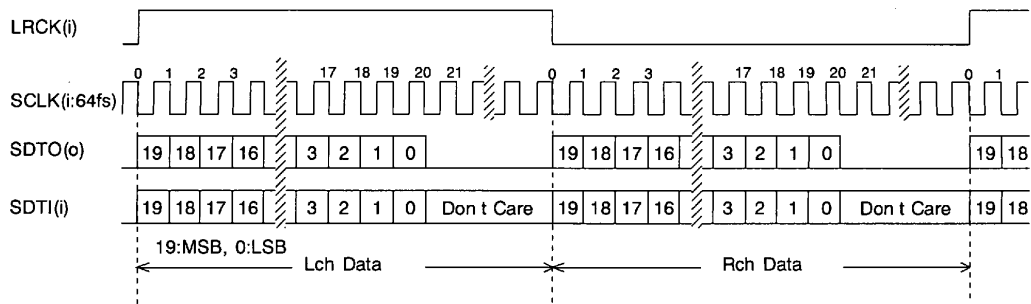 LRCK(i)
0 1 2 3 17 18 19 20 21 0 1 2 3 17 18 19 20 21 0 1
SCLK(i:64fs)
SDTO(o) 19 18 17 16 3 2 1 0 19 18 17 16 3 2 1 0 19 18
SDTI(i) 19 18 17 16 3 2 1 0 Don t Care 19 18 17 16 3 2 1 0 Don t Care 19 18
19:MSB, 0:LSB
Lch Data Rch Data